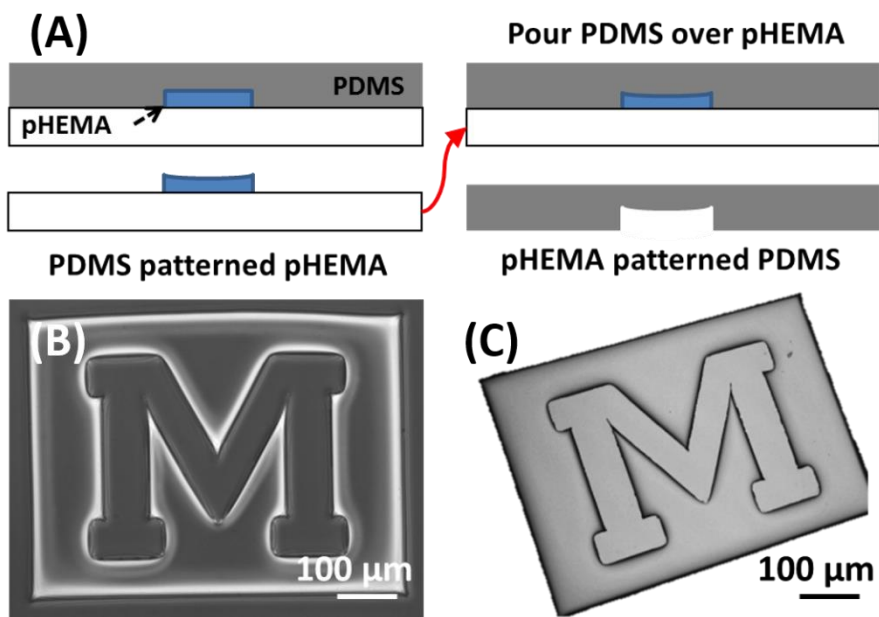 (A)
Pour PDMS over pHEMA
PDMS
pHEMA
PDMS patterned pHEMA
pHEMA patterned PDMS
(B)
100 µm
(C)
100 µm
M
M